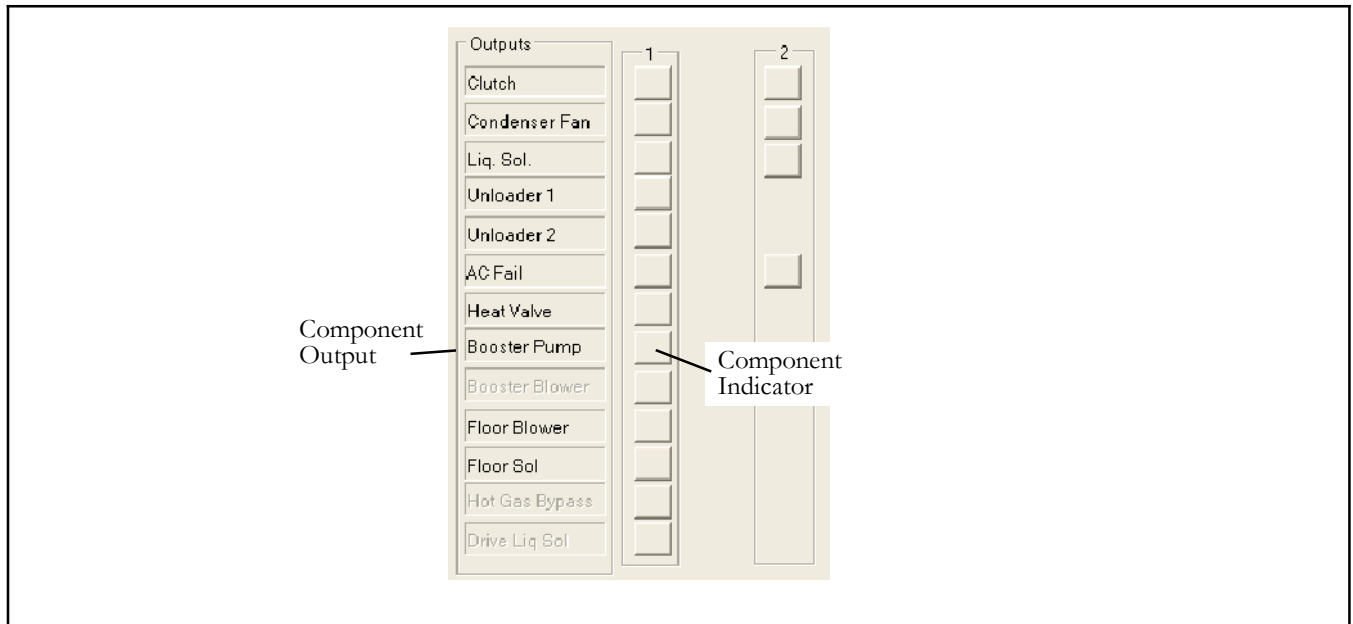 Outputs
1
2
Clutch
Condenser Fan
Liq. Sol.
Unloader 1
Unloader 2
AC Fail
Heat Valve
Booster Pump
Booster Blower
Floor Blower
Floor Sol
Hot Gas Bypass
Drive Liq Sol
Component
Output
Component
Indicator